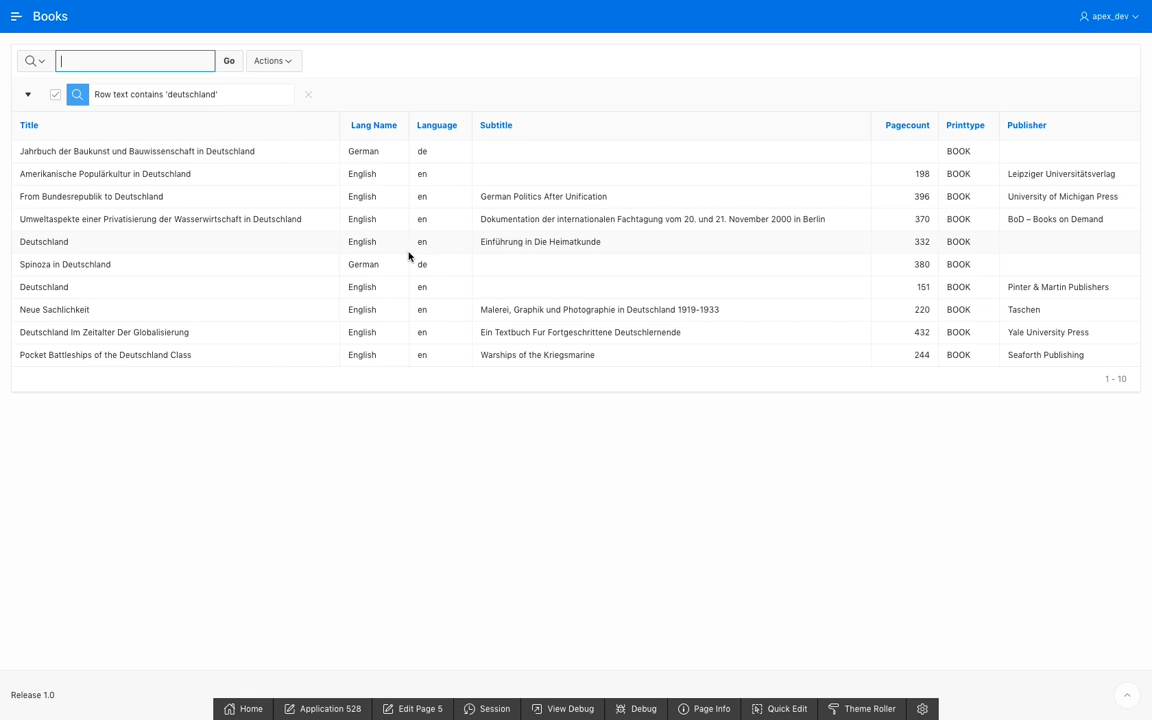 Books
apex_dev
Go
Actions
Row text contains 'deutschland'
Title Lang Name Language Subtitle Pagecount Printtype Publisher
Jahrbuch der Baukunst und Bauwissenschaft in Deutschland German de BOOK
Amerikanische Populärkultur in Deutschland English en 198 BOOK Leipziger Universitätsverlag
From Bundesrepublik to Deutschland English en German Politics After Unification 396 BOOK University of Michigan Press
Umweltaspekte einer Privatisierung der Wasserwirtschaft in Deutschland English en Dokumentation der internationalen Fachtagung vom 20. und 21. November 2000 in Berlin 370 BOOK BoD – Books on Demand
Deutschland English en Einführung in Die Heimatkunde 332 BOOK
Spinoza in Deutschland German de 380 BOOK
Deutschland English en 151 BOOK Pinter & Martin Publishers
Neue Sachlichkeit English en Malerei, Graphik und Photographie in Deutschland 1919-1933 220 BOOK Taschen
Deutschland Im Zeitalter Der Globalisierung English en Ein Textbuch Fur Fortgeschrittene Deutschlernende 432 BOOK Yale University Press
Pocket Battleships of the Deutschland Class English en Warships of the Kriegsmarine 244 BOOK Seaforth Publishing
1 - 10
Release 1.0
Home Application 528 Edit Page 5 Session View Debug Debug Page Info Quick Edit Theme Roller